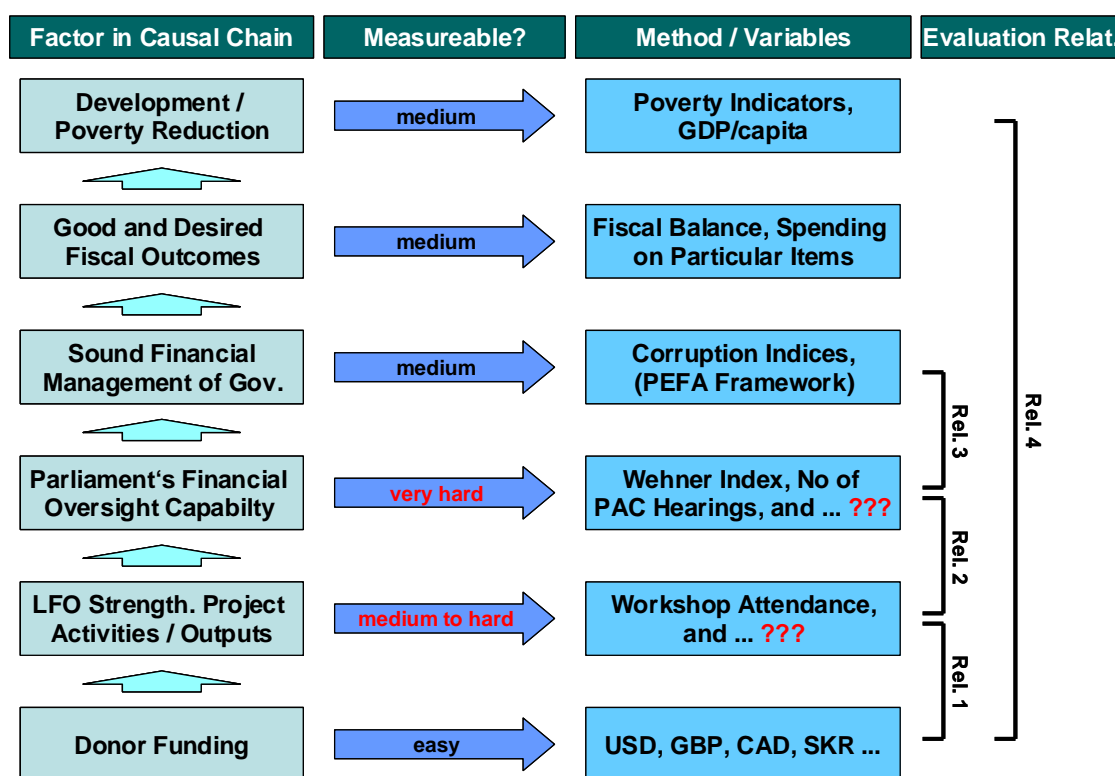 Factor in Causal Chain
Measureable?
Method / Variables
Evaluation Relat.
Development /
Poverty Reduction
medium
Poverty Indicators,
GDP/capita
Good and Desired
Fiscal Outcomes
medium
Fiscal Balance, Spending
on Particular Items
Sound Financial
Management of Gov.
medium
Corruption Indices,
(PEFA Framework)
Rel. 3
Rel. 4
Parliament‘s Financial
Oversight Capabilty
very hard
Wehner Index, No of
PAC Hearings, and ... ???
Rel. 2
LFO Strength. Project
Activities / Outputs
medium to hard
Workshop Attendance,
and ... ???
Rel. 1
Donor Funding
easy
USD, GBP, CAD, SKR ...